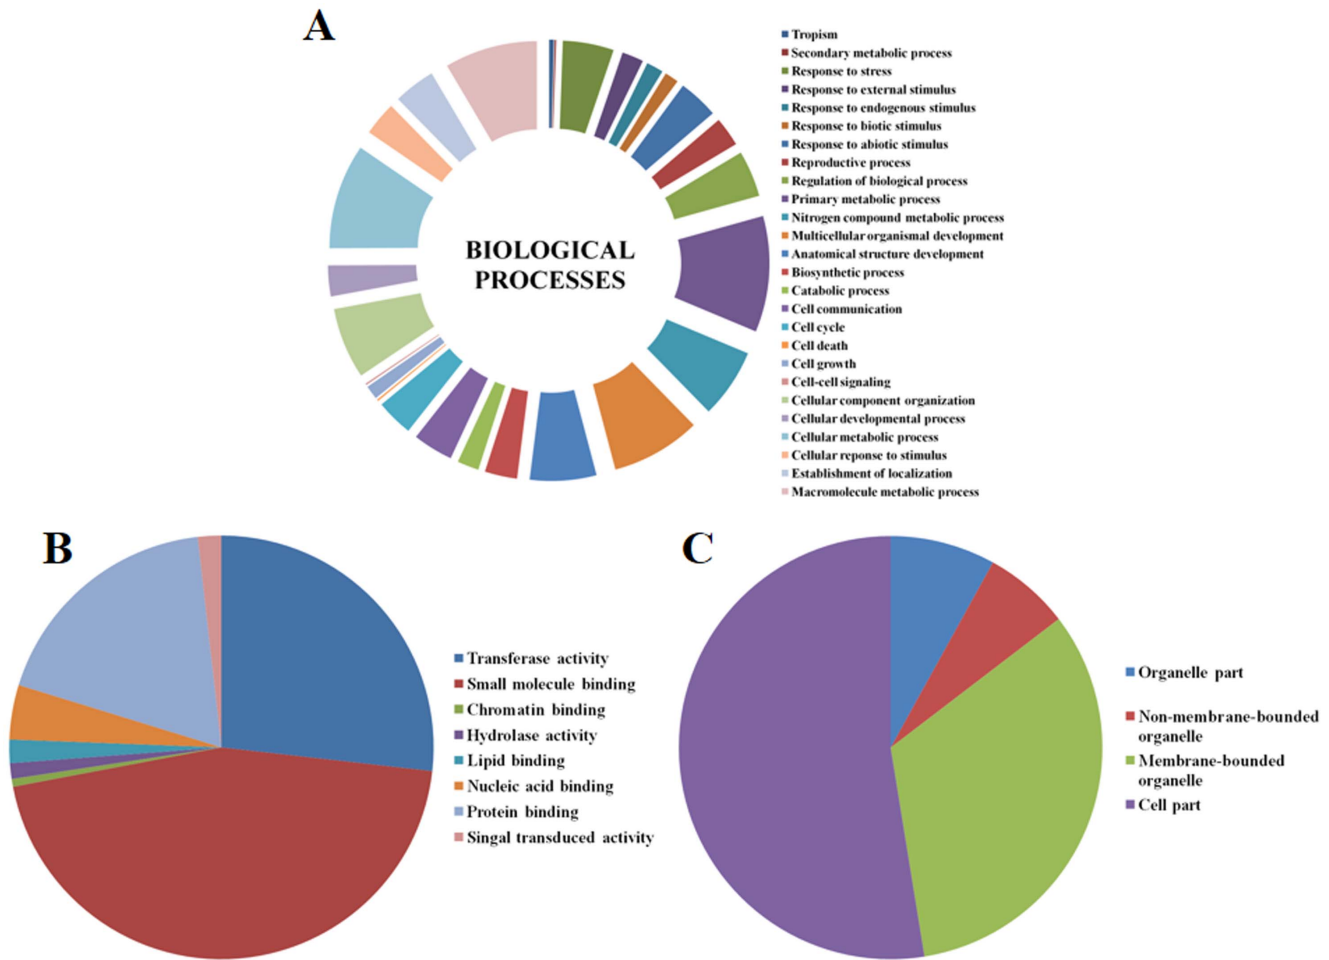 A
Tropism
Secondary metabolic process
Response to stress
Response to external stimulus
Response to endogenous stimulus
Response to biotic stimulus
Response to abiotic stimulus
Reproductive process
Regulation of biological process
Primary metabolic process
Nitrogen compound metabolic process
Multicellular organismal development
Anatomical structure development
Biosynthetic process
Catabolic process
Cell communication
Cell cycle
Cell death
Cell growth
Cell-cell signaling
Cellular component organization
Cellular developmental process
Cellular metabolic process
Cellular reponse to stimulus
Establishment of localization
Macromolecule metabolic process
BIOLOGICAL
PROCESSES
B
Transferase activity
Small molecule binding
Chromatin binding
Hydrolase activity
Lipid binding
Nucleic acid binding
Protein binding
Singal transduced activity
C
Organelle part
Non-membrane-bounded
organelle
Membrane-bounded
organelle
Cell part